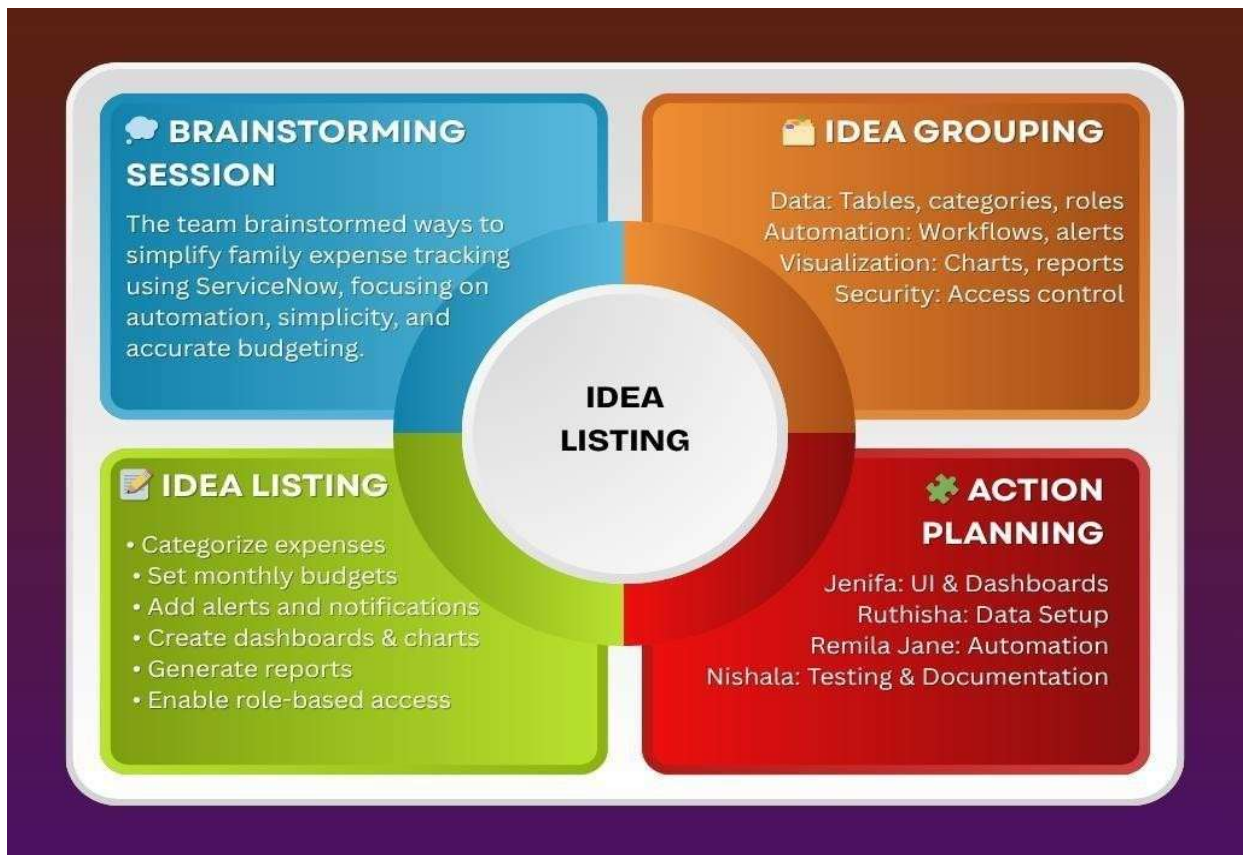 BRAINSTORMING
SESSION
The team brainstormed ways to
simplify family expense tracking
using ServiceNow, focusing on
automation, simplicity, and
accurate budgeting.
IDEA GROUPING
Data: Tables, categories, roles
Automation: Workflows, alerts
Visualization: Charts, reports
Security: Access control
IDEA
LISTING
IDEA LISTING
• Categorize expenses
• Set monthly budgets
• Add alerts and notifications
• Create dashboards & charts
• Generate reports
• Enable role-based access
ACTION
PLANNING
Jenifa: UI & Dashboards
Ruthisha: Data Setup
Remila Jane: Automation
Nishala: Testing & Documentation